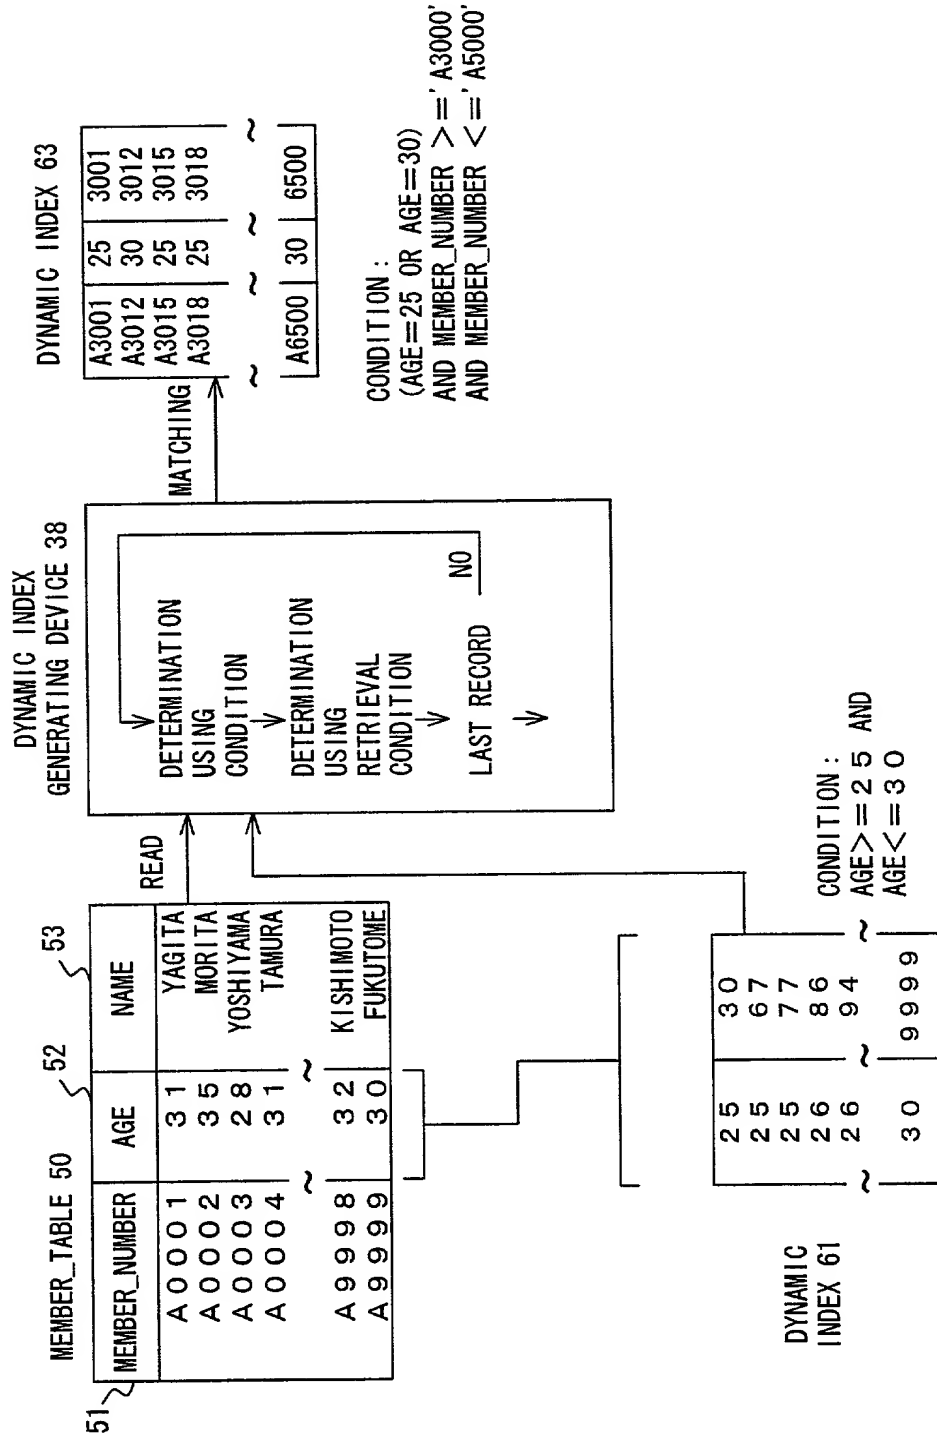 MEMBER_TABLE 50
51
52
53
MEMBER_NUMBER AGE NAME
A0001 31 YAGITA
A0002 35 MORITA
A0003 28 YOSHIYAMA
A0004 31 TAMURA
~ ~
A9998 32 KISHIMOTO
A9999 30 FUKUTOME
READ
DYNAMIC INDEX
GENERATING DEVICE 38
DETERMINATION
USING
CONDITION
DETERMINATION
USING
RETRIEVAL
CONDITION
LAST RECORD
NO
MATCHING
DYNAMIC INDEX 63
A3001 25 3001
A3012 30 3012
A3015 25 3015
A3018 25 3018
~ ~ ~
A6500 30 6500
CONDITION:
(AGE=25 OR AGE=30)
AND MEMBER_NUMBER >='A3000'
AND MEMBER_NUMBER <='A5000'
DYNAMIC
INDEX 61
25 30
25 67
25 77
26 86
26 94
~ ~ ~
30 9999
CONDITION:
AGE>=25 AND
AGE<=30